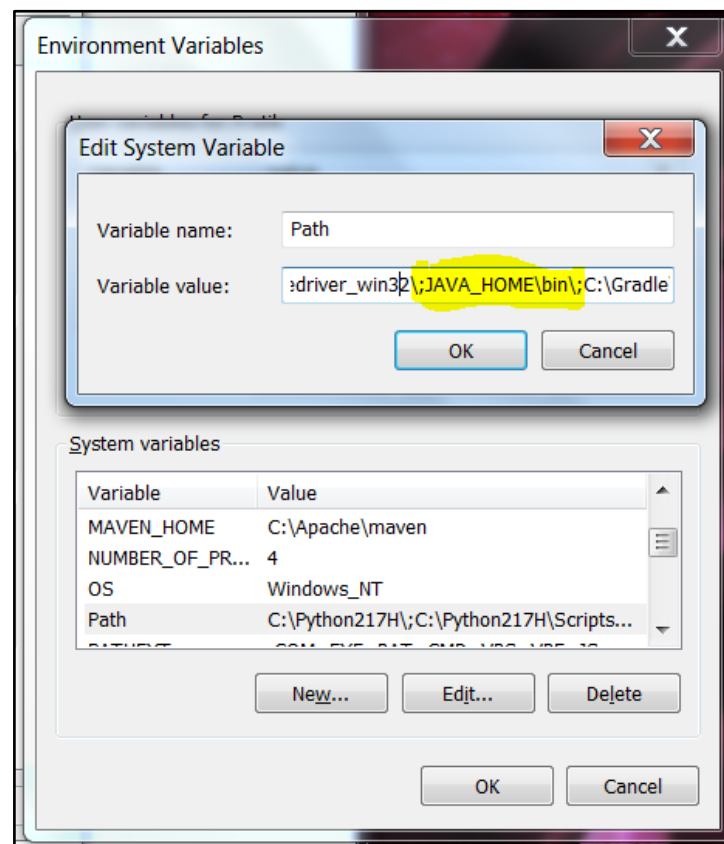 Environment Variables
Edit System Variable
Variable name: Path
Variable value: edriver_win32\;JAVA_HOME\bin\;C:\Gradle\
OK Cancel
System variables
Variable Value
MAVEN_HOME C:\Apache\maven
NUMBER_OF_PR... 4
OS Windows_NT
Path C:\Python217H\;C:\Python217H\Scripts...
New... Edit... Delete
OK Cancel